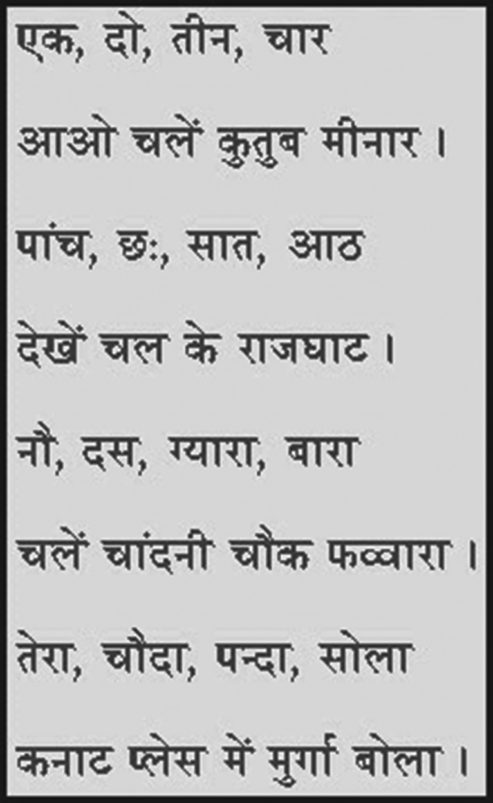 एक, दो, तीन, चार
आओ चलें कुतुब मीनार।
पांच, छः, सात, आठ
देखें चल के राजघाट।
नौ, दस, ग्यारा, बारा
चलें चांदनी चौक फव्वारा।
तेरा, चौदा, पन्दा, सोला
कनाट प्लेस में मुर्गा बोला।